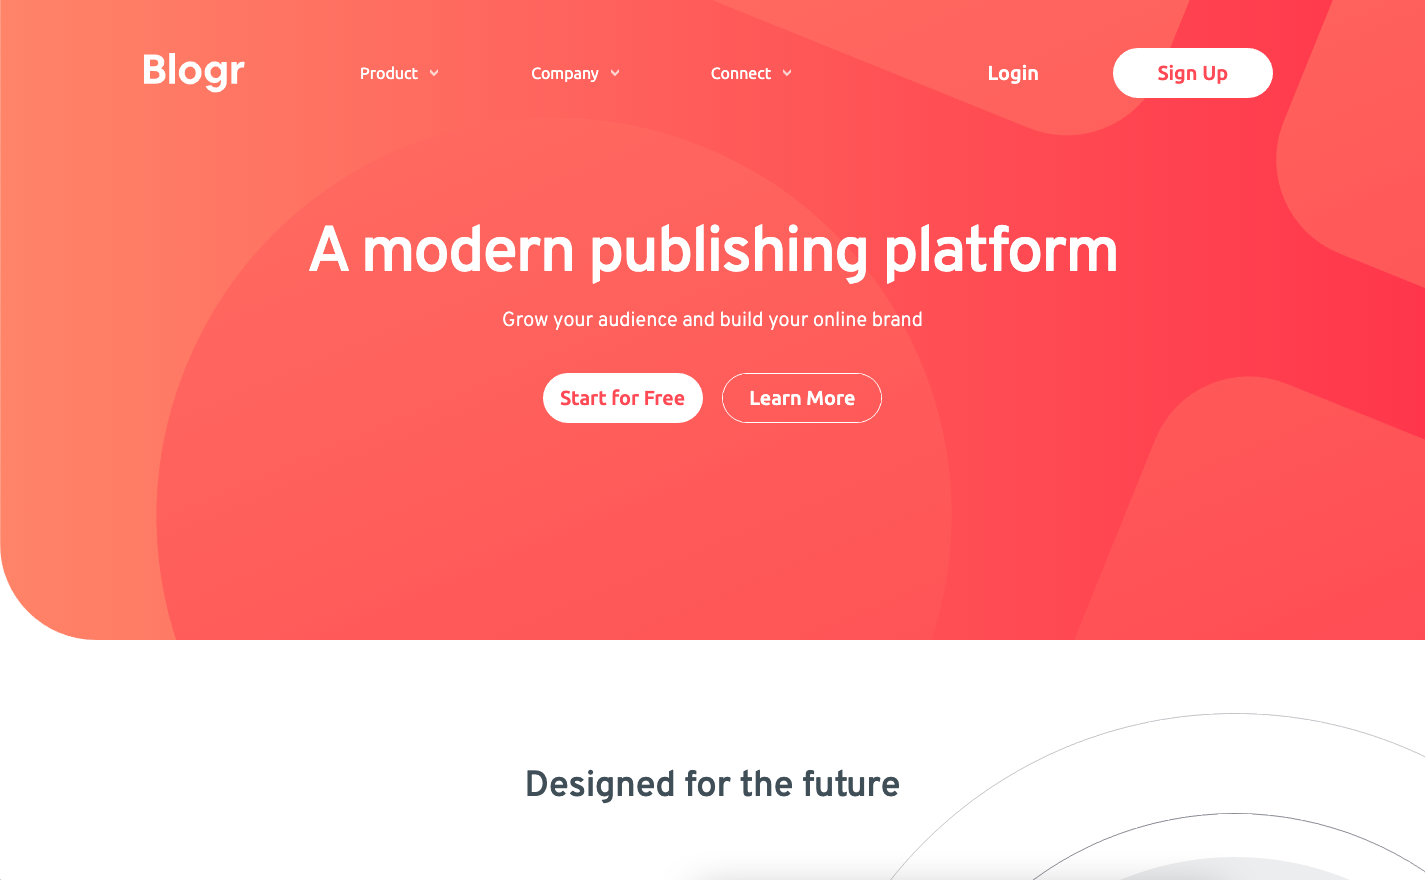 Blogr Product Company Connect Login Sign Up
A modern publishing platform
Grow your audience and build your online brand
Start for Free Learn More
Designed for the future